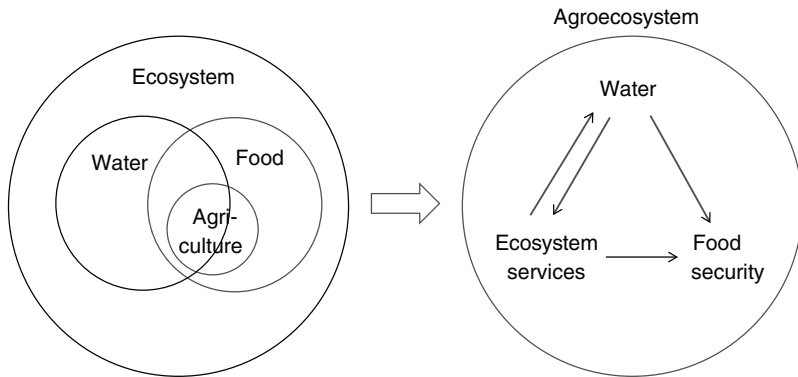 Ecosystem
Water
Food
Agri-
culture
Agroecosystem
Water
Ecosystem
services
Food
security